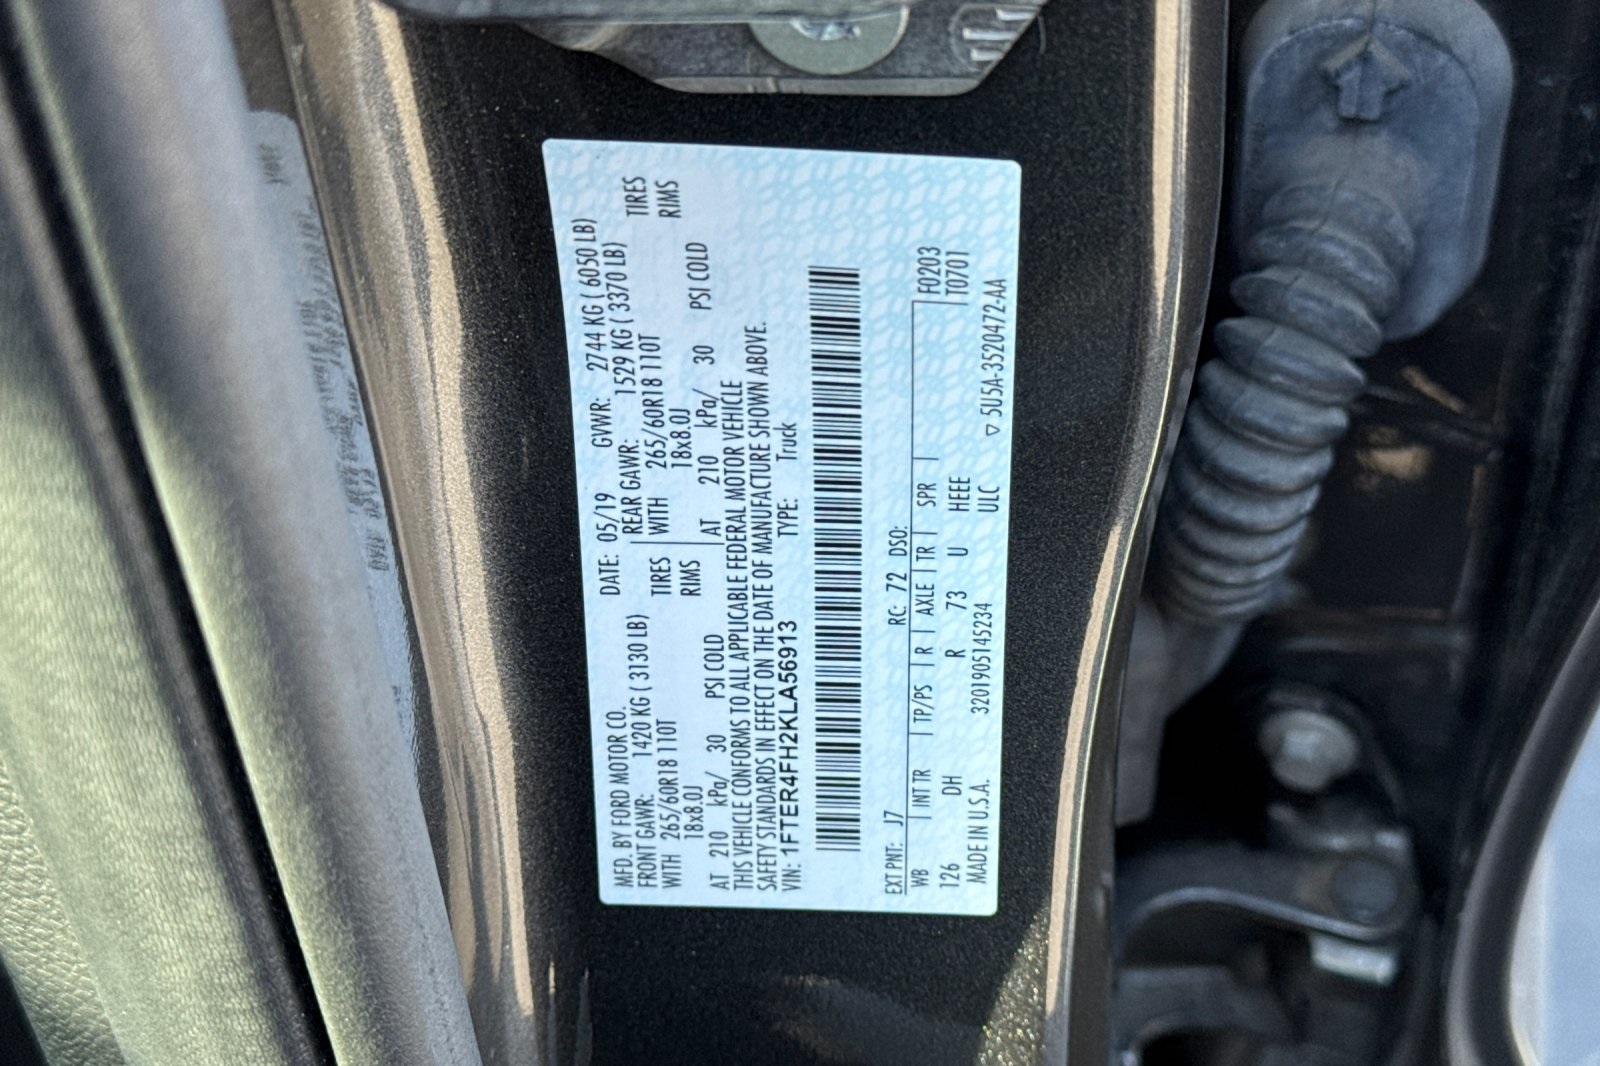 MFD. BY FORD MOTOR CO.
DATE: 05/19 GVWR: 2744 KG ( 6050 LB)
FRONT GAWR: 1420 KG ( 3130 LB) REAR GAWR: 1529 KG ( 3370 LB)
WITH 265/60R18 110T TIRES WITH 265/60R18 110T TIRES
18x8.0J RIMS 18x8.0J RIMS
AT 210 kPa/ 30 PSI COLD AT 210 kPa/ 30 PSI COLD
THIS VEHICLE CONFORMS TO ALL APPLICABLE FEDERAL MOTOR VEHICLE
SAFETY STANDARDS IN EFFECT ON THE DATE OF MANUFACTURE SHOWN ABOVE.
VIN: 1FTER4FH2KLA56913 TYPE: Truck
EXT PNT: J7 RC: 72 DSO:
WB INT TR TP/PS R AXLE TR SPR F0203
126 DH R 73 U HEEE T0701
MADE IN U.S.A. 3201905145234 ULC ▽ 5U5A-3520472-AA